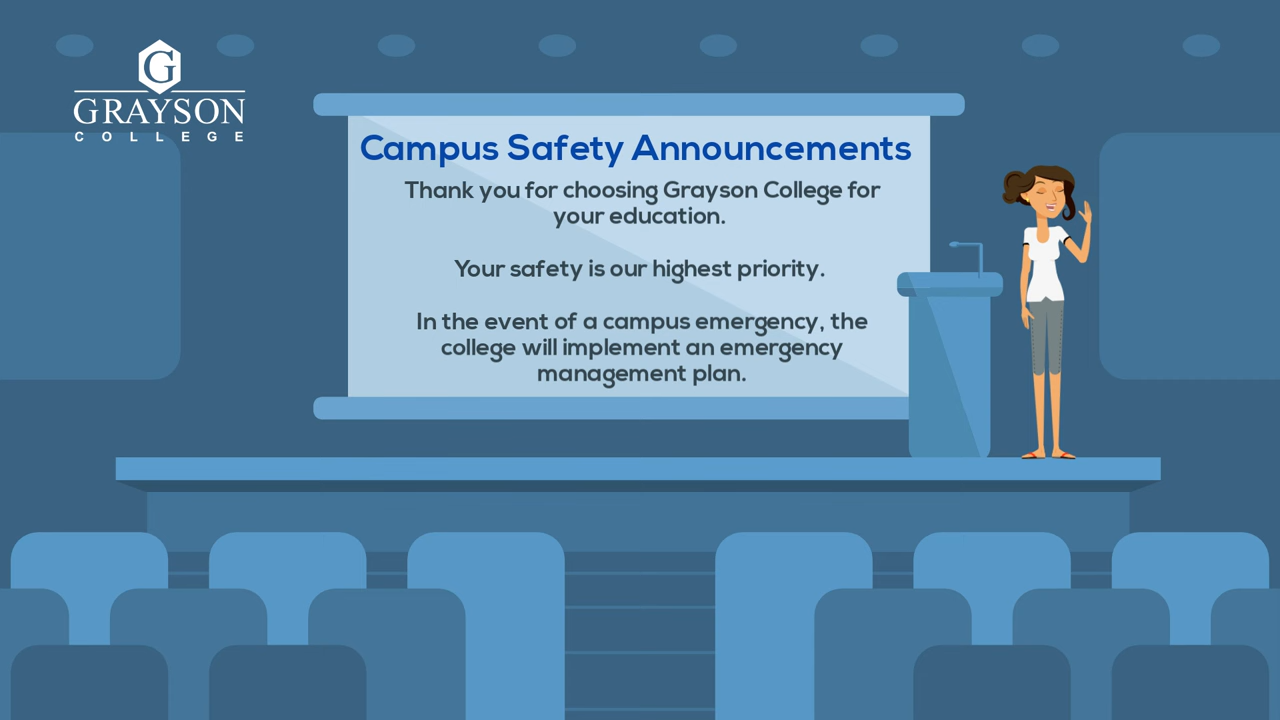 G
GRAYSON
COLLEGE
Campus Safety Announcements
Thank you for choosing Grayson College for
your education.
Your safety is our highest priority.
In the event of a campus emergency, the
college will implement an emergency
management plan.